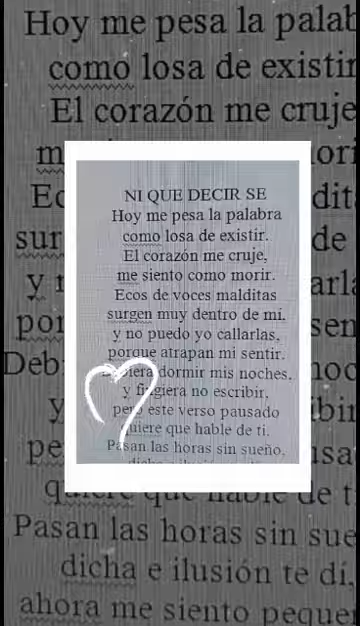 Hoy me pesa la palab
como losa de existir
El corazón me cruje
NI QUE DECIR SE
Hoy me pesa la palabra
como losa de existir.
El corazón me cruje,
me siento como morir.
Ecos de voces malditas
surgen muy dentro de mi.
y no puedo yo callarlas,
porque atrapan mi sentir.
Debiera dormir mis noches.
y fingiera no escribir,
pero este verso pausado
quiere que hable de ti.
Pasan las horas sin sueño,
quiere que hable de t
Pasan las horas sin sue
dicha e ilusión te dí.
ahora me siento peque